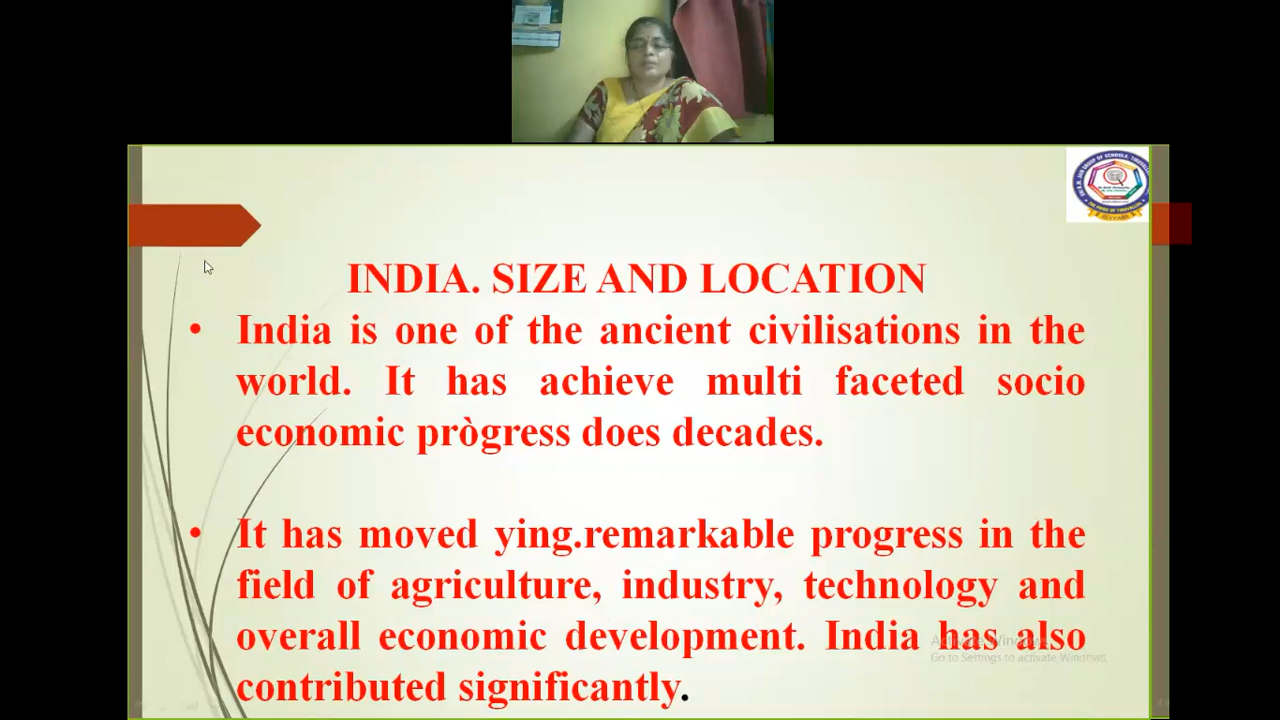 INDIA. SIZE AND LOCATION
• India is one of the ancient civilisations in the
world. It has achieve multi faceted socio
economic prògress does decades.
• It has moved ying.remarkable progress in the
field of agriculture, industry, technology and
overall economic development. India has also
contributed significantly.
Activate Windows
Go to Settings to activate Windows.